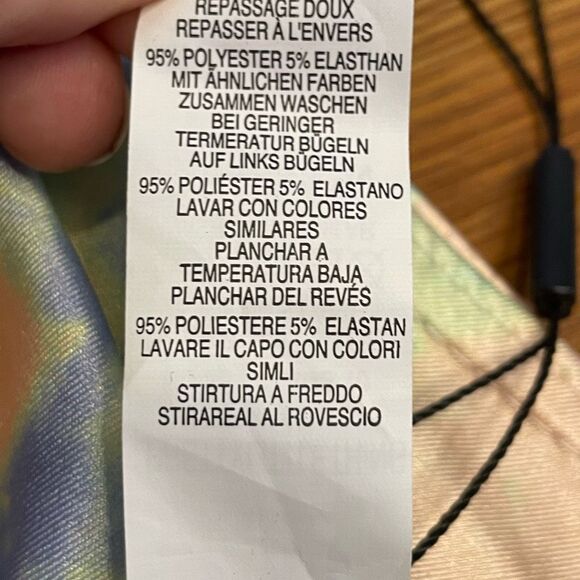 REPASSAGE DOUX
REPASSER À L'ENVERS
95% POLYESTER 5% ELASTHAN
MIT ÄHNLICHEN FARBEN
ZUSAMMEN WASCHEN
BEI GERINGER
TERMERATUR BÜGELN
AUF LINKS BÜGELN
95% POLIÉSTER 5% ELASTANO
LAVAR CON COLORES
SIMILARES
PLANCHAR A
TEMPERATURA BAJA
PLANCHAR DEL REVÉS
95% POLIESTERE 5% ELASTAN
LAVARE IL CAPO CON COLORI
SIMLI
STIRTURA A FREDDO
STIRAREAL AL ROVESCIO